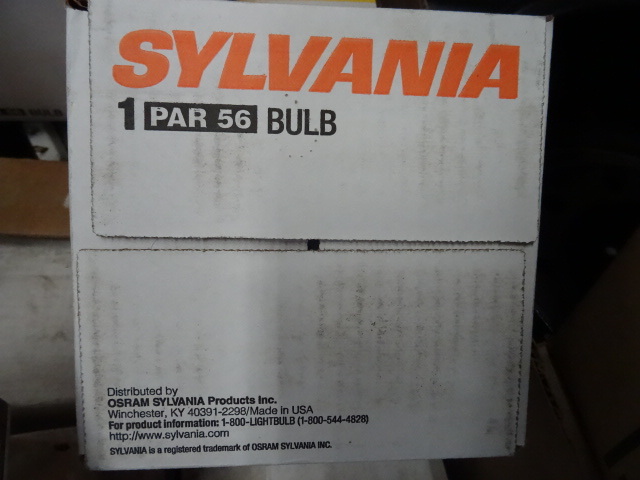 SYLVANIA
1 PAR 56 BULB
Distributed by
OSRAM SYLVANIA Products Inc.
Winchester, KY 40391-2298/Made in USA
For product information: 1-800-LIGHTBULB (1-800-544-4828)
http://www.sylvania.com
SYLVANIA is a registered trademark of OSRAM SYLVANIA INC.
BULB